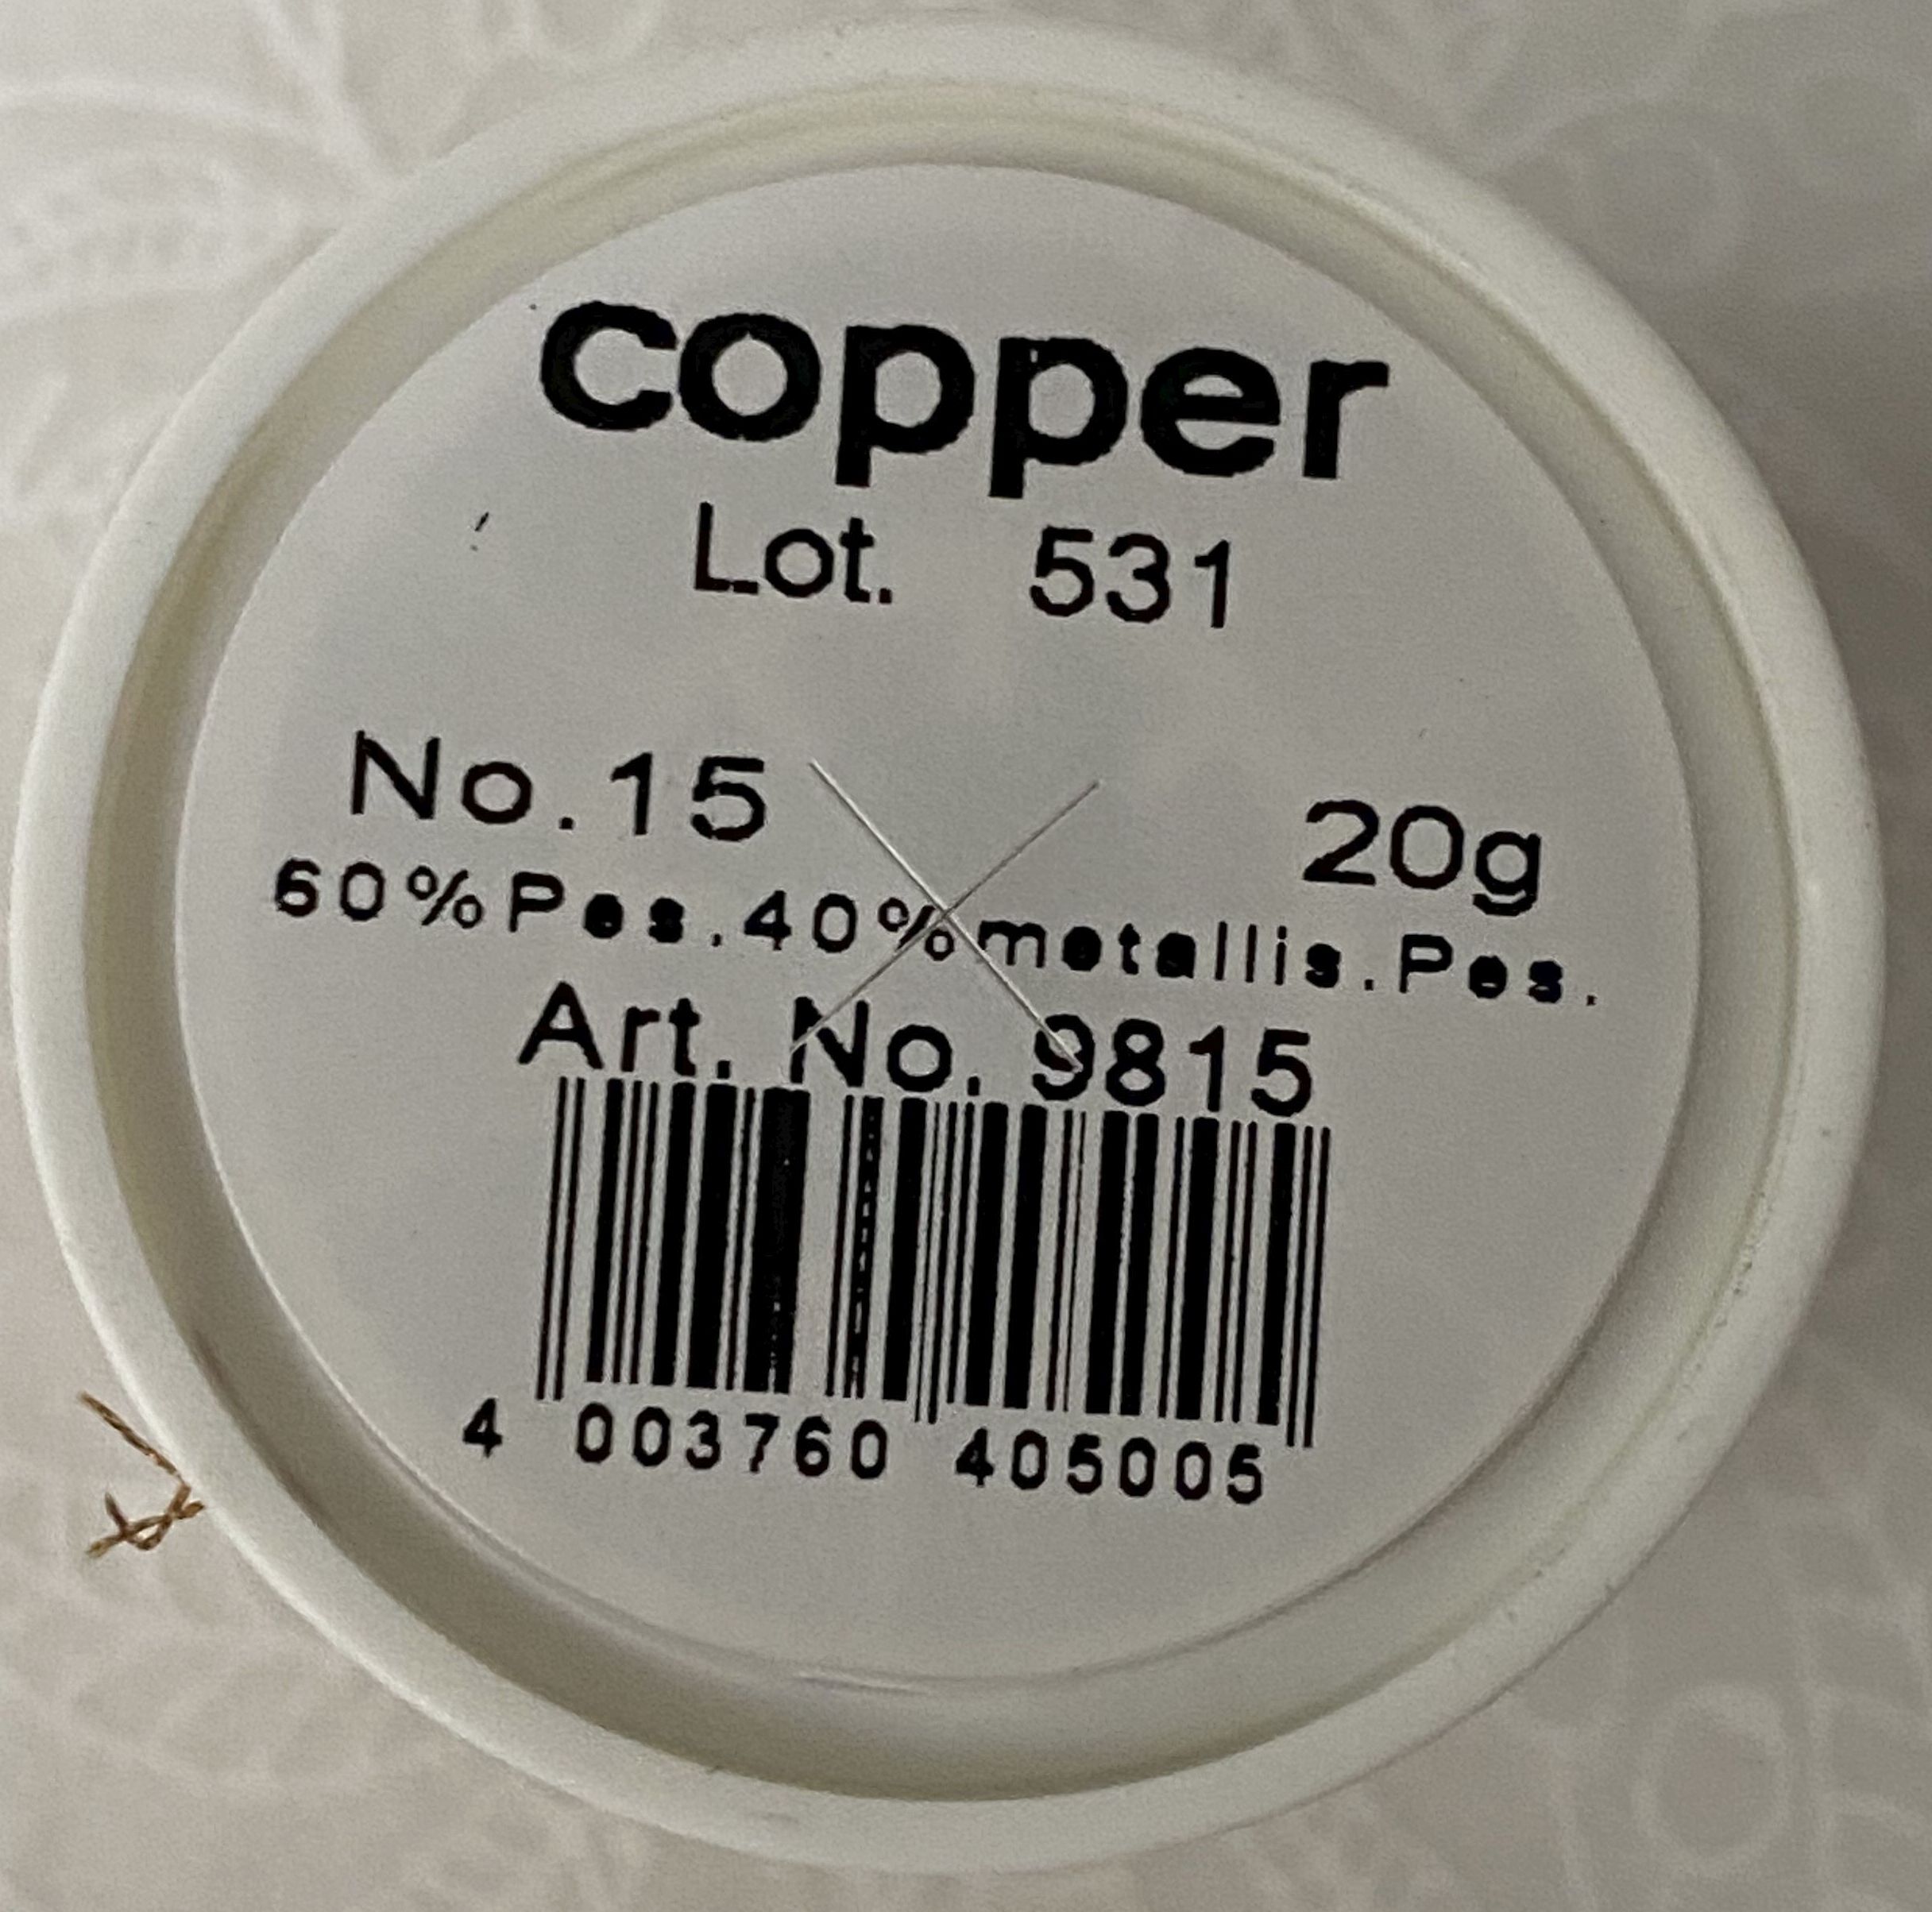 copper
Lot. 531
No.15 20g
60%Pes.40%metallis.Pes.
Art. No. 9815
4 003760 405005